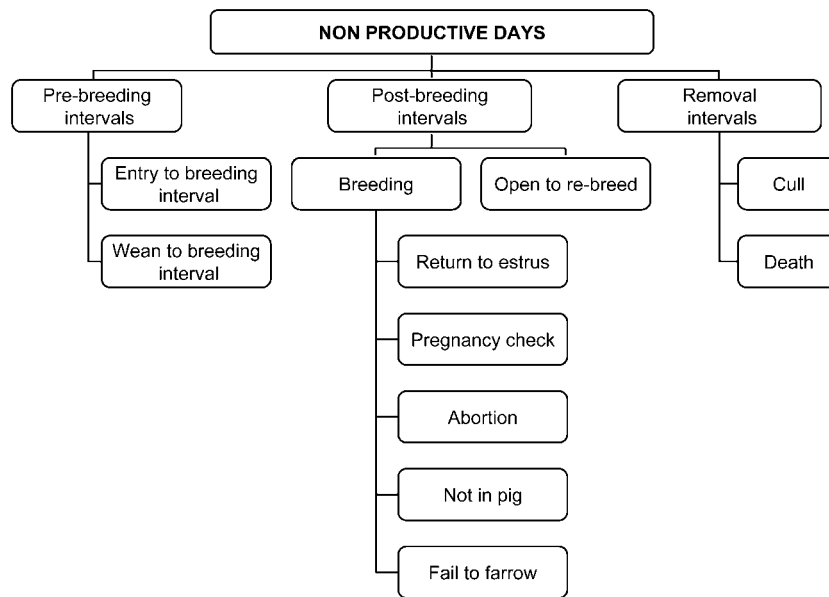 NON PRODUCTIVE DAYS
Pre-breeding
intervals
Post-breeding
intervals
Removal
intervals
Entry to breeding
interval
Breeding
Open to re-breed
Cull
Wean to breeding
interval
Return to estrus
Death
Pregnancy check
Abortion
Not in pig
Fail to farrow